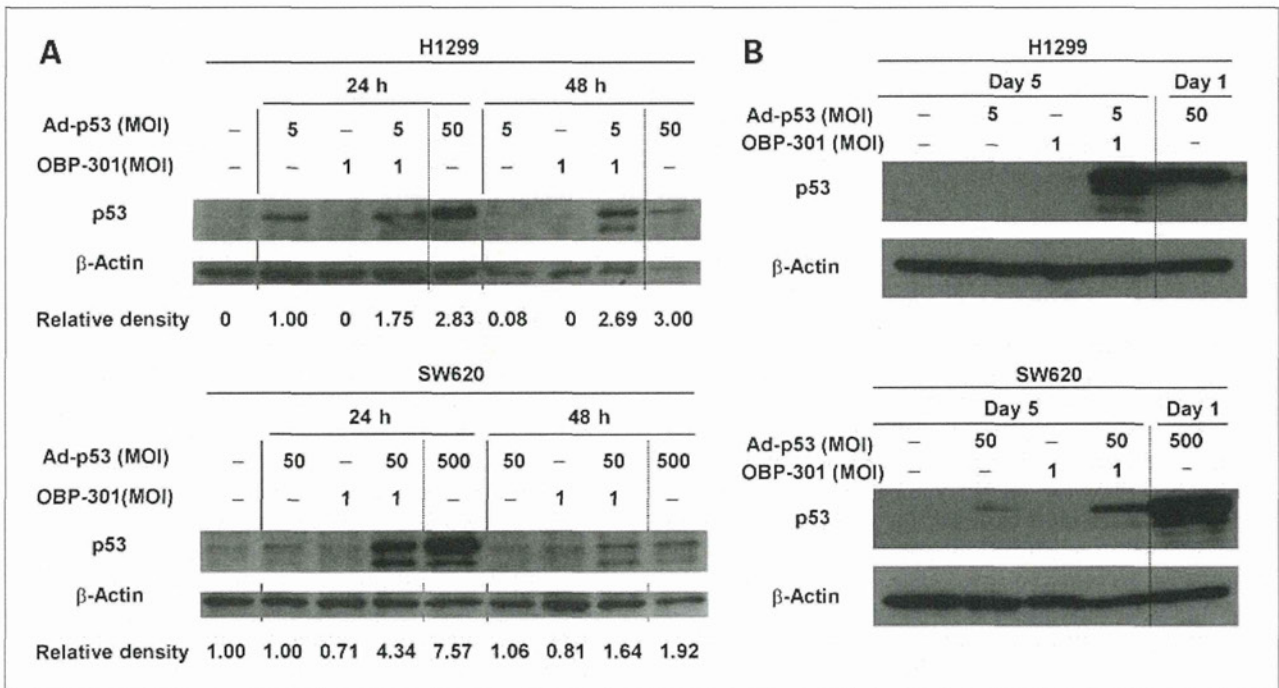 A
H1299
24 h 48 h
Ad-p53 (MOI) – 5 – 5 50 5 – 5 50
OBP-301(MOI) – – 1 1 – – 1 1 –
p53
β-Actin
Relative density 0 1.00 0 1.75 2.83 0.08 0 2.69 3.00
SW620
24 h 48 h
Ad-p53 (MOI) – 50 – 50 500 50 – 50 500
OBP-301(MOI) – – 1 1 – – 1 1 –
p53
β-Actin
Relative density 1.00 1.00 0.71 4.34 7.57 1.06 0.81 1.64 1.92
B
H1299
Day 5 Day 1
Ad-p53 (MOI) – 5 – 5 50
OBP-301 (MOI) – – 1 1 –
p53
β-Actin
SW620
Day 5 Day 1
Ad-p53 (MOI) – 50 – 50 500
OBP-301 (MOI) – – 1 1 –
p53
β-Actin